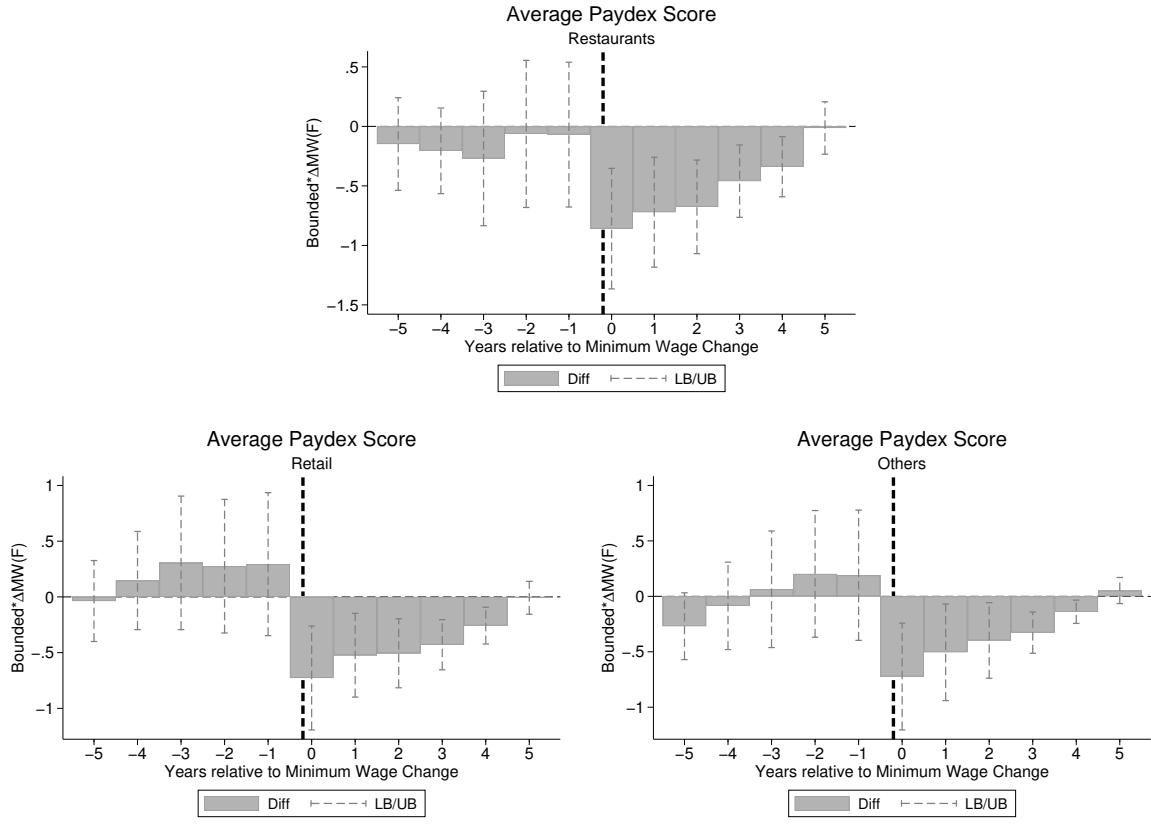 Average Paydex Score
Restaurants
Bounded*ΔMW(F)
.5
0
−.5
−1
−1.5
−5 −4 −3 −2 −1 0 1 2 3 4 5
Years relative to Minimum Wage Change
Diff LB/UB
Average Paydex Score
Retail
Bounded*ΔMW(F)
1
.5
0
−.5
−1
−5 −4 −3 −2 −1 0 1 2 3 4 5
Years relative to Minimum Wage Change
Diff LB/UB
Average Paydex Score
Others
Bounded*ΔMW(F)
1
.5
0
−.5
−1
−5 −4 −3 −2 −1 0 1 2 3 4 5
Years relative to Minimum Wage Change
Diff LB/UB